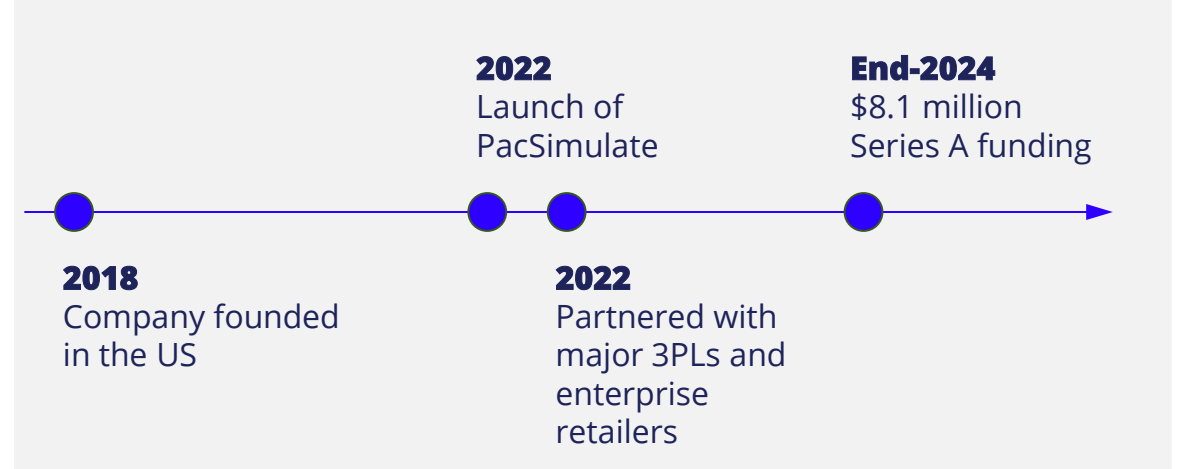 2022
Launch of
PacSimulate
End-2024
$8.1 million
Series A funding
2018
Company founded
in the US
2022
Partnered with
major 3PLs and
enterprise
retailers